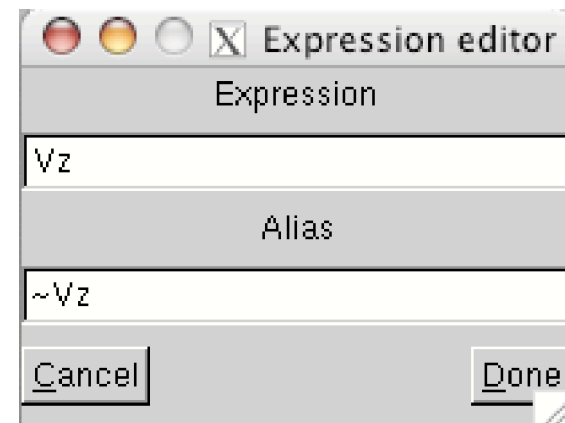 Expression editor
Expression
Vz
Alias
~Vz
Cancel Done